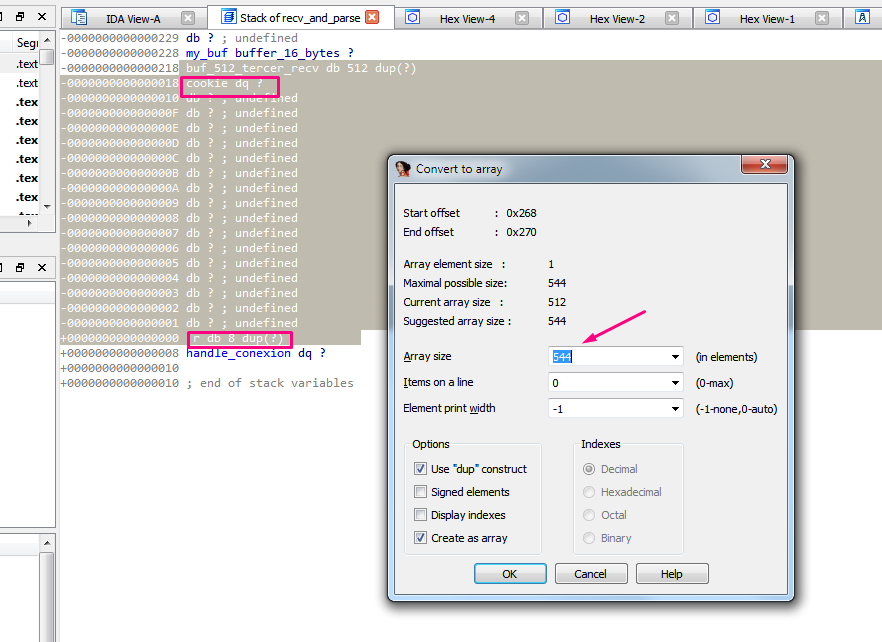 IDA View-A
Stack of recv_and_parse
Hex View-4
Hex View-2
Hex View-1
Segr
.text
.text
.tex
.tex
.tex
.tex
.tex
.tex
-0000000000000229 db ? ; undefined
-0000000000000228 my_buf buffer_16_bytes ?
-0000000000000218 buf_512_tercer_recv db 512 dup(?)
-0000000000000018 cookie dq ?
-0000000000000010 db ? ; undefined
-000000000000000F db ? ; undefined
-000000000000000E db ? ; undefined
-000000000000000D db ? ; undefined
-000000000000000C db ? ; undefined
-000000000000000B db ? ; undefined
-000000000000000A db ? ; undefined
-0000000000000009 db ? ; undefined
-0000000000000008 db ? ; undefined
-0000000000000007 db ? ; undefined
-0000000000000006 db ? ; undefined
-0000000000000005 db ? ; undefined
-0000000000000004 db ? ; undefined
-0000000000000003 db ? ; undefined
-0000000000000002 db ? ; undefined
-0000000000000001 db ? ; undefined
+0000000000000000 r db 8 dup(?)
+0000000000000008 handle_conexion dq ?
+0000000000000010
+0000000000000010 ; end of stack variables
Convert to array
Start offset : 0x268
End offset : 0x270
Array element size : 1
Maximal possible size: 544
Current array size : 512
Suggested array size : 544
Array size 544 (in elements)
Items on a line 0 (0-max)
Element print width -1 (-1-none,0-auto)
Options
Use "dup" construct
Signed elements
Display indexes
Create as array
Indexes
Decimal
Hexadecimal
Octal
Binary
OK
Cancel
Help